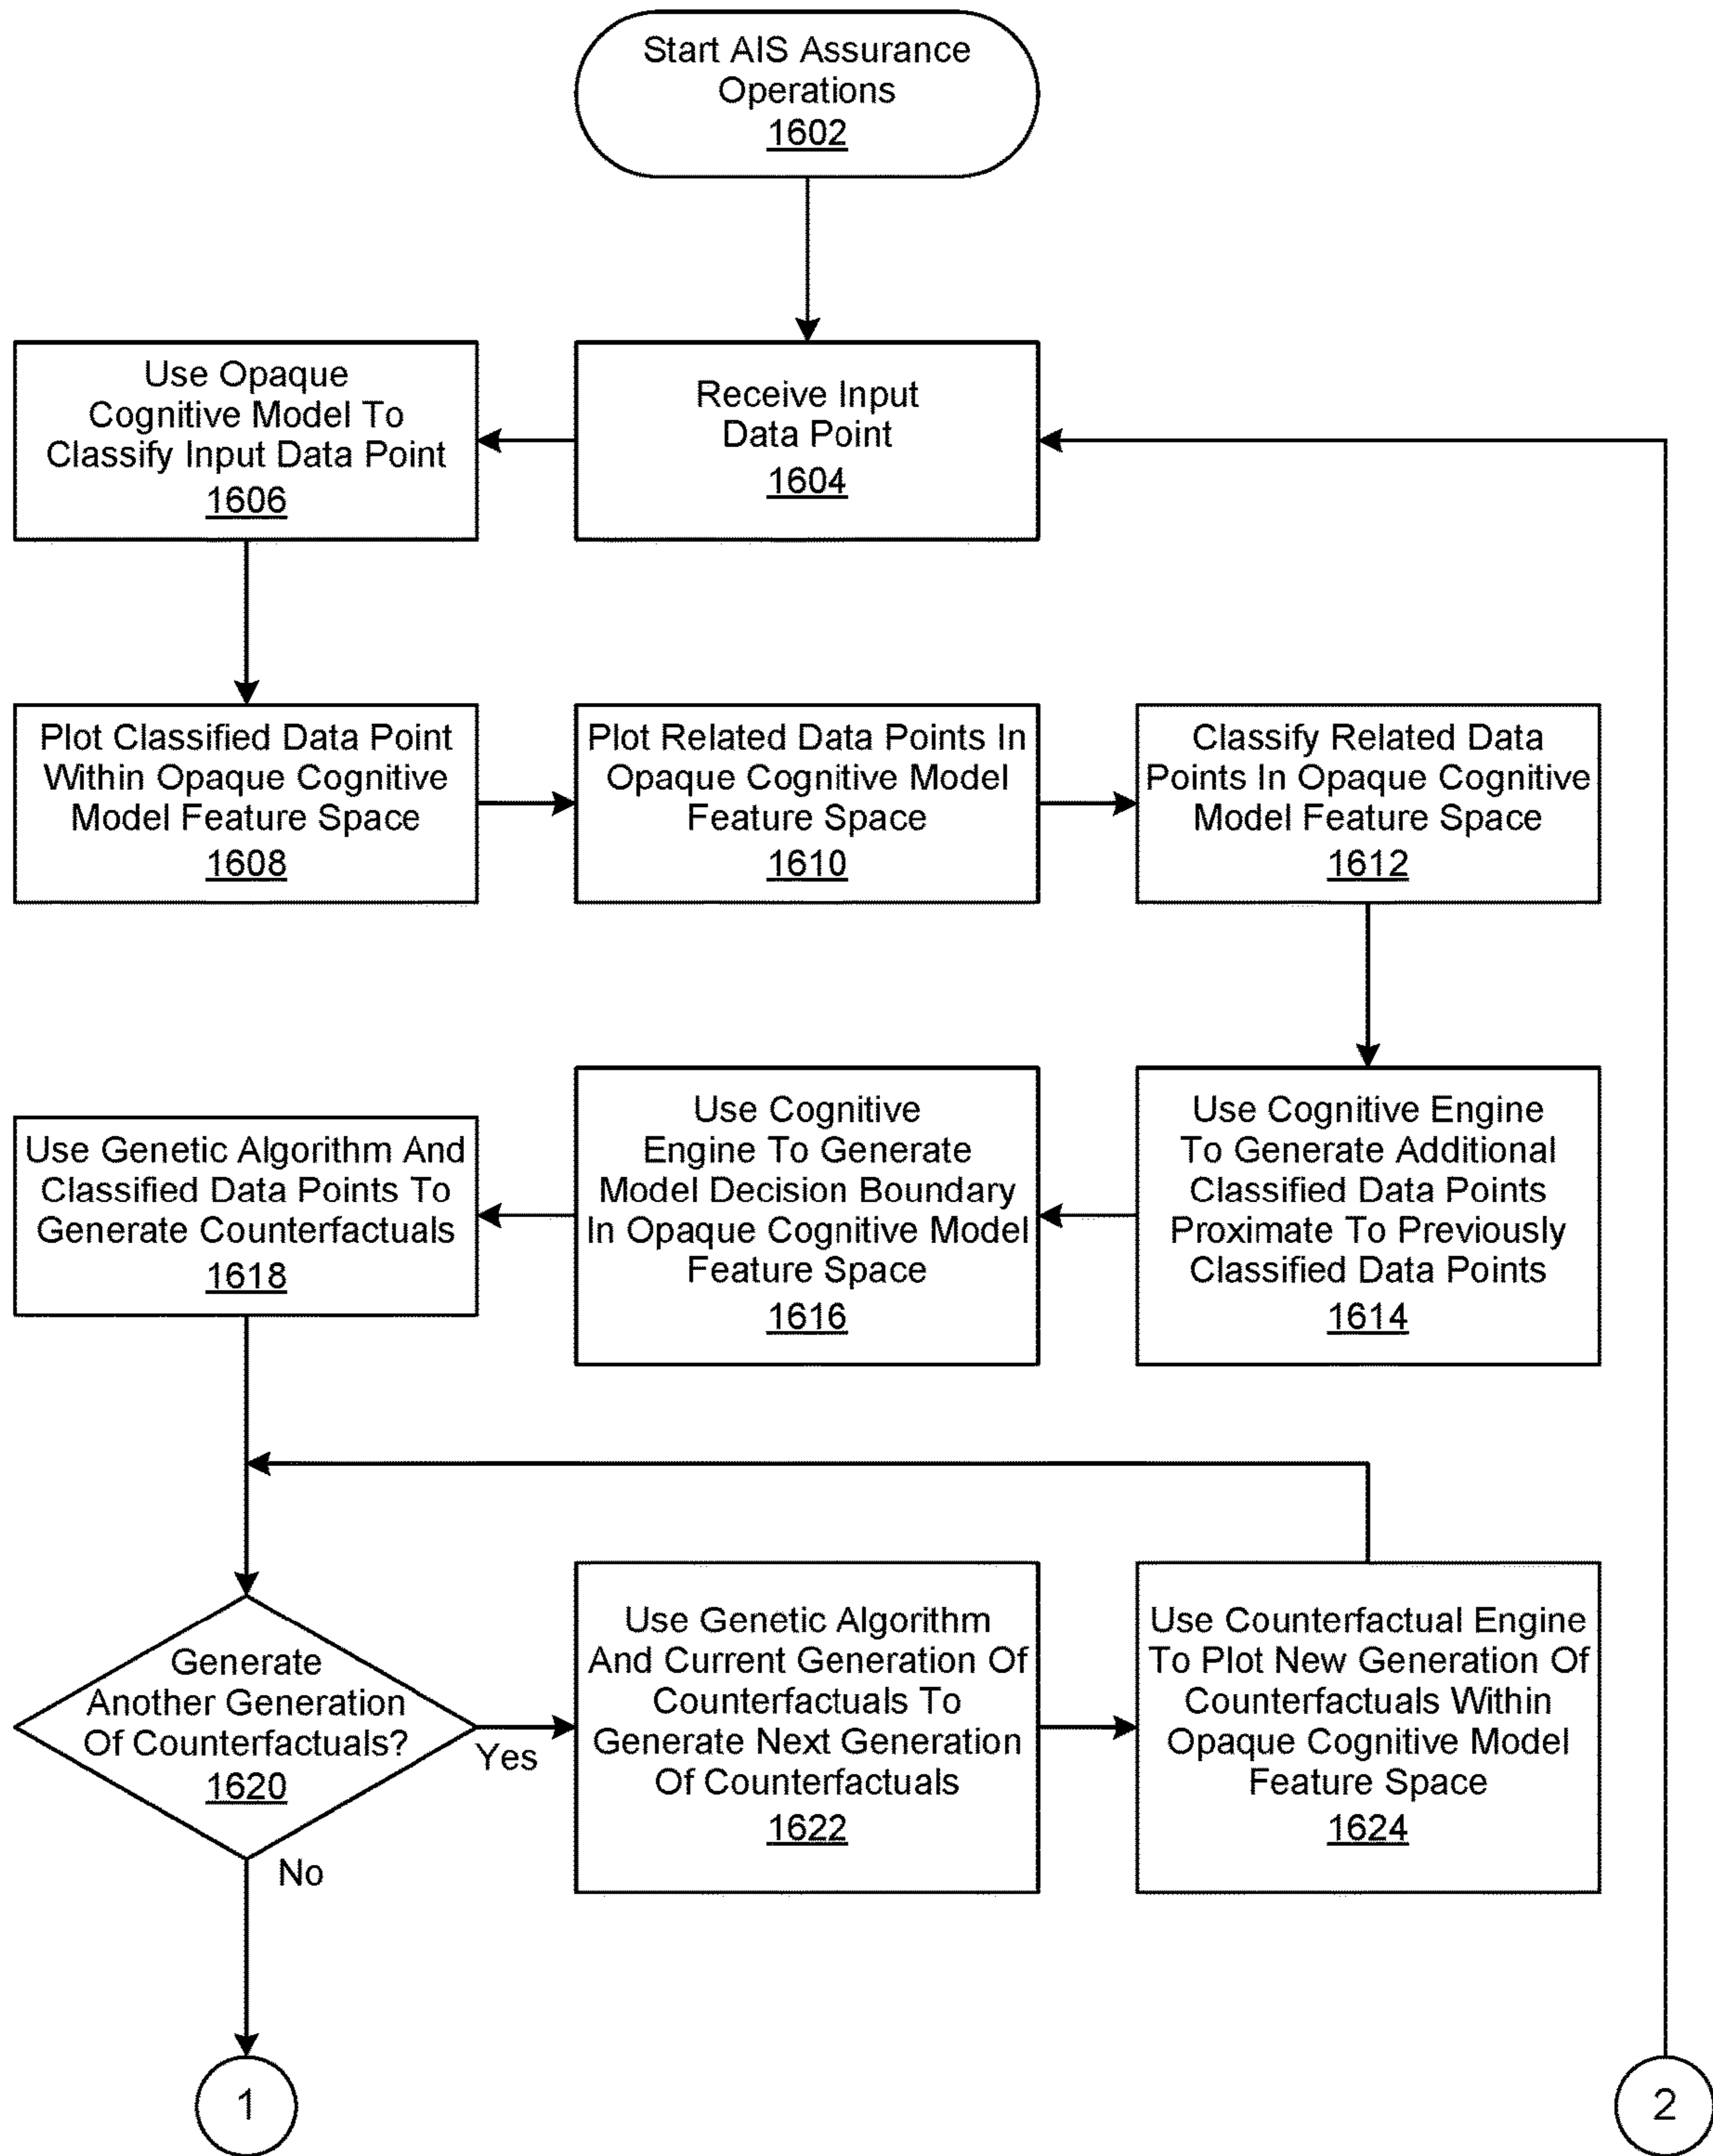 Start AIS Assurance
Operations
1602
Use Opaque
Cognitive Model To
Classify Input Data Point
1606
Receive Input
Data Point
1604
Plot Classified Data Point
Within Opaque Cognitive
Model Feature Space
1608
Plot Related Data Points In
Opaque Cognitive Model
Feature Space
1610
Classify Related Data
Points In Opaque Cognitive
Model Feature Space
1612
Use Genetic Algorithm And
Classified Data Points To
Generate Counterfactuals
1618
Use Cognitive
Engine To Generate
Model Decision Boundary
In Opaque Cognitive Model
Feature Space
1616
Use Cognitive Engine
To Generate Additional
Classified Data Points
Proximate To Previously
Classified Data Points
1614
Generate
Another Generation
Of Counterfactuals?
1620
Yes
No
Use Genetic Algorithm
And Current Generation Of
Counterfactuals To
Generate Next Generation
Of Counterfactuals
1622
Use Counterfactual Engine
To Plot New Generation Of
Counterfactuals Within
Opaque Cognitive Model
Feature Space
1624
1
2